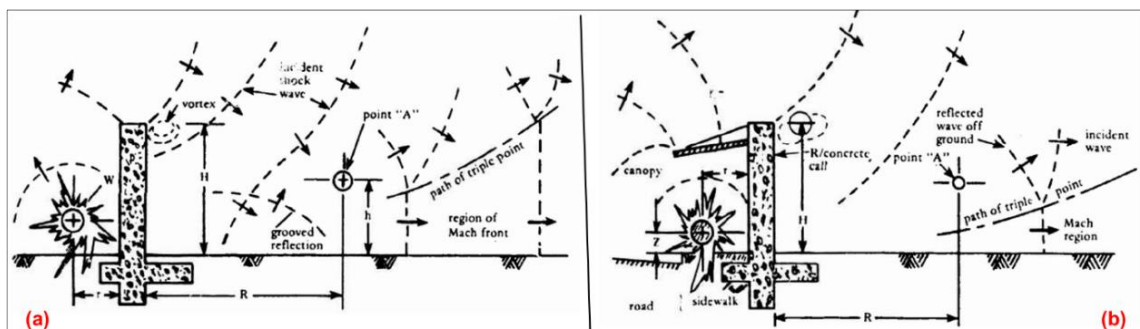 incident
shock
wave
vortex
point "A"
W
H
h
path of triple point
grooved reflection
region of
Mach front
r
R
(a)
reflected
wave off
ground
incident
wave
R/concrete
call
point "A"
canopy
r
H
Z
path of triple point
Mach
region
road
sidewalk
R
(b)